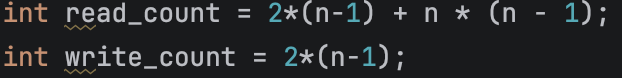 int read_count = 2*(n-1) + n * (n - 1);
int write_count = 2*(n-1);